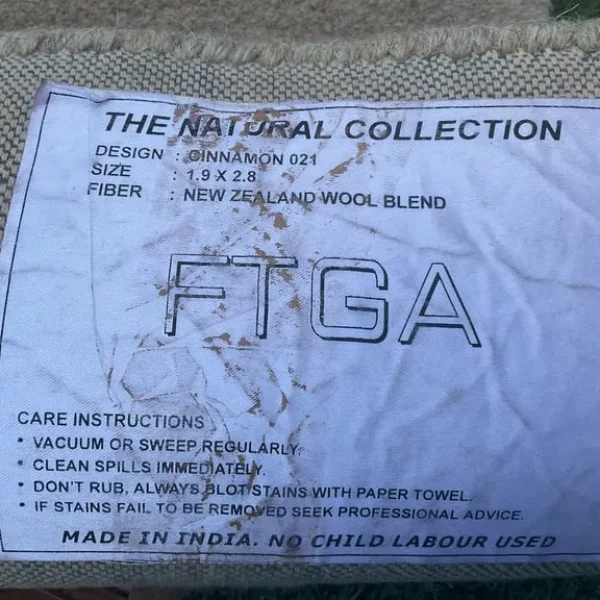 THE NATURAL COLLECTION
DESIGN : CINNAMON 021
SIZE : 1.9 X 2.8
FIBER : NEW ZEALAND WOOL BLEND
FTGA
CARE INSTRUCTIONS
• VACUUM OR SWEEP REGULARLY.
• CLEAN SPILLS IMMEDIATELY.
• DON'T RUB, ALWAYS BLOT STAINS WITH PAPER TOWEL.
• IF STAINS FAIL TO BE REMOVED SEEK PROFESSIONAL ADVICE.
MADE IN INDIA. NO CHILD LABOUR USED